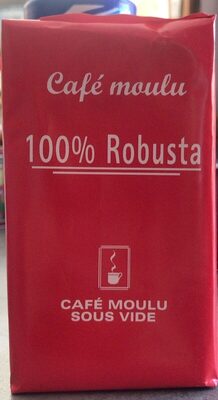 Café moulu
100% Robusta
CAFÉ MOULU
SOUS VIDE